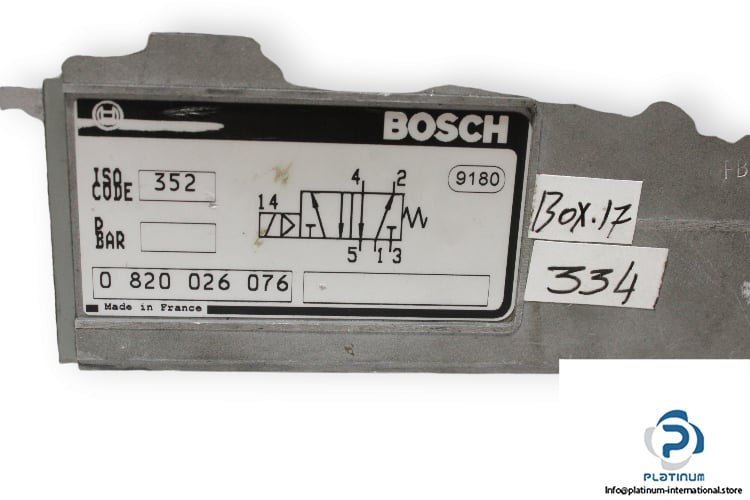 BOSCH
ISO CODE 352
9180
4 2
14
5 1 3
P BAR
0 820 026 076
Made in France
BOX.17
334
PLATINUM
Info@platinum-international.store